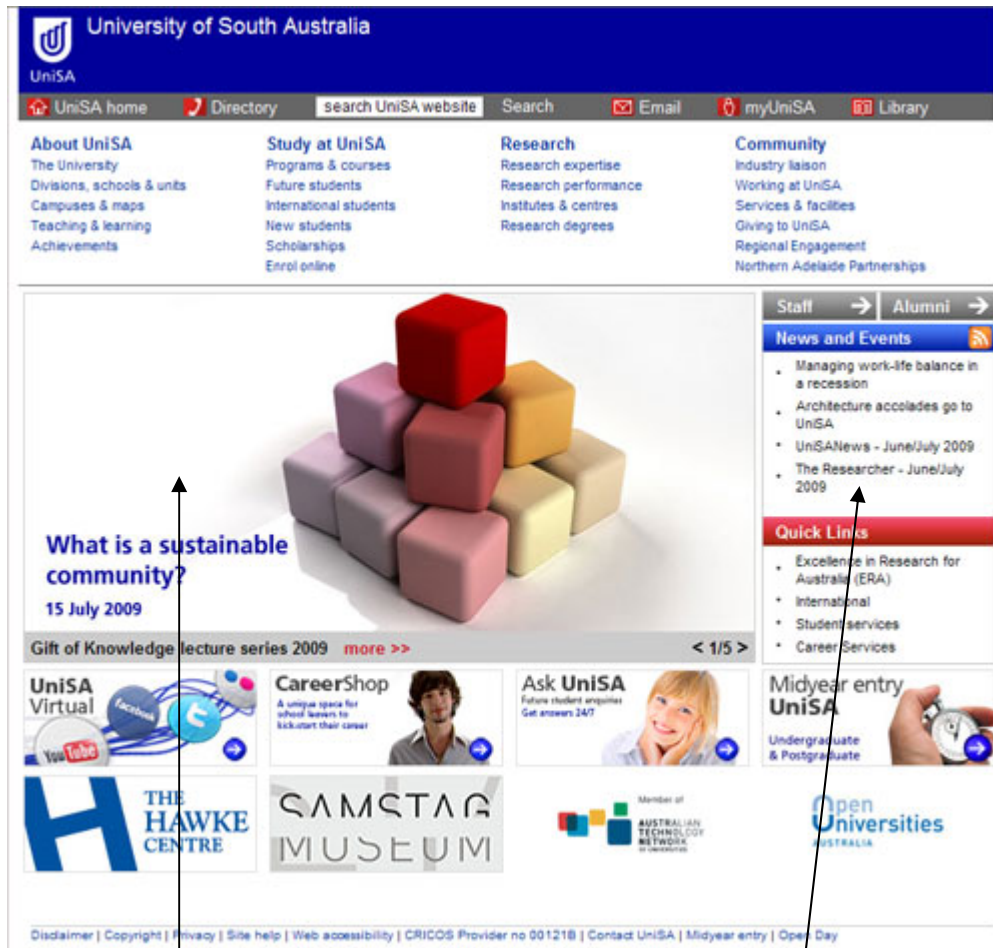 University of South Australia
UniSA
UniSA home
Directory
search UniSA website
Search
Email
myUniSA
Library
About UniSA
The University
Divisions, schools & units
Campuses & maps
Teaching & learning
Achievements
Study at UniSA
Programs & courses
Future students
International students
New students
Scholarships
Enrol online
Research
Research expertise
Research performance
Institutes & centres
Research degrees
Community
Industry liaison
Working at UniSA
Services & facilities
Giving to UniSA
Regional Engagement
Northern Adelaide Partnerships
What is a sustainable
community?
15 July 2009
Gift of Knowledge lecture series 2009 more >>
< 1/5 >
Staff
Alumni
News and Events
Managing work-life balance in
a recession
Architecture accolades go to
UniSA
UniSANews - June/July 2009
The Researcher - June/July
2009
Quick Links
Excellence in Research for
Australia (ERA)
International
Student services
Career Services
UniSA
Virtual
facebook
YouTube
CareerShop
A unique space for
school leavers to
kick-start their career
Ask UniSA
Future student enquiries
Get answers 24/7
Midyear entry
UniSA
Undergraduate
& Postgraduate
THE
HAWKE
CENTRE
SAMSTAG
MUSEUM
Member of
AUSTRALIAN
TECHNOLOGY
NETWORK
OF UNIVERSITIES
Open
Universities
AUSTRALIA
Disclaimer | Copyright | Privacy | Site help | Web accessibility | CRICOS Provider no 00121B | Contact UniSA | Midyear entry | Open Day